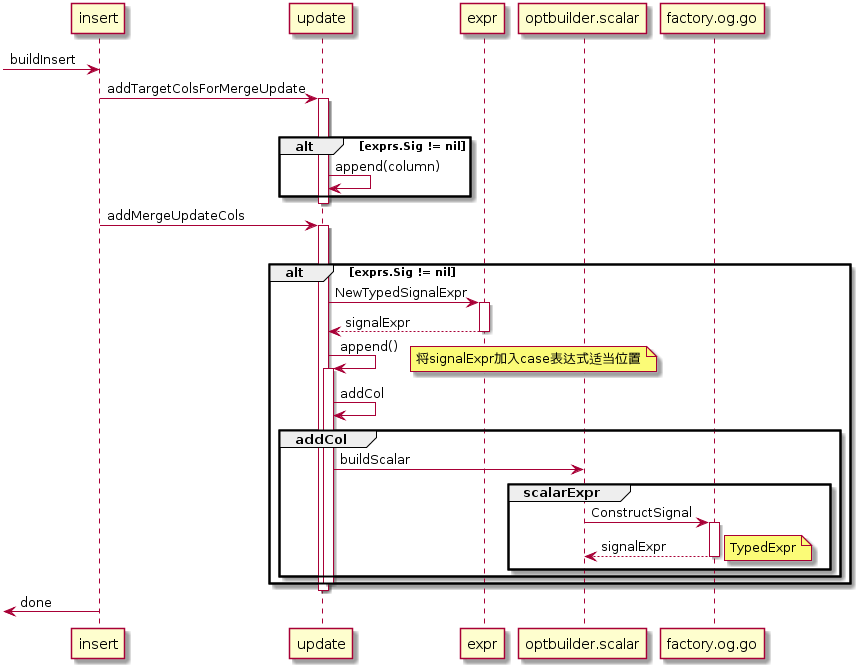 insert update expr optbuilder.scalar factory.og.go
buildInsert
addTargetColsForMergeUpdate
alt [exprs.Sig != nil]
append(column)
addMergeUpdateCols
alt [exprs.Sig != nil]
NewTypedSignalExpr
signalExpr
append() 将signalExpr加入case表达式适当位置
addCol
addCol
buildScalar
scalarExpr
ConstructSignal
signalExpr TypedExpr
done
insert update expr optbuilder.scalar factory.og.go